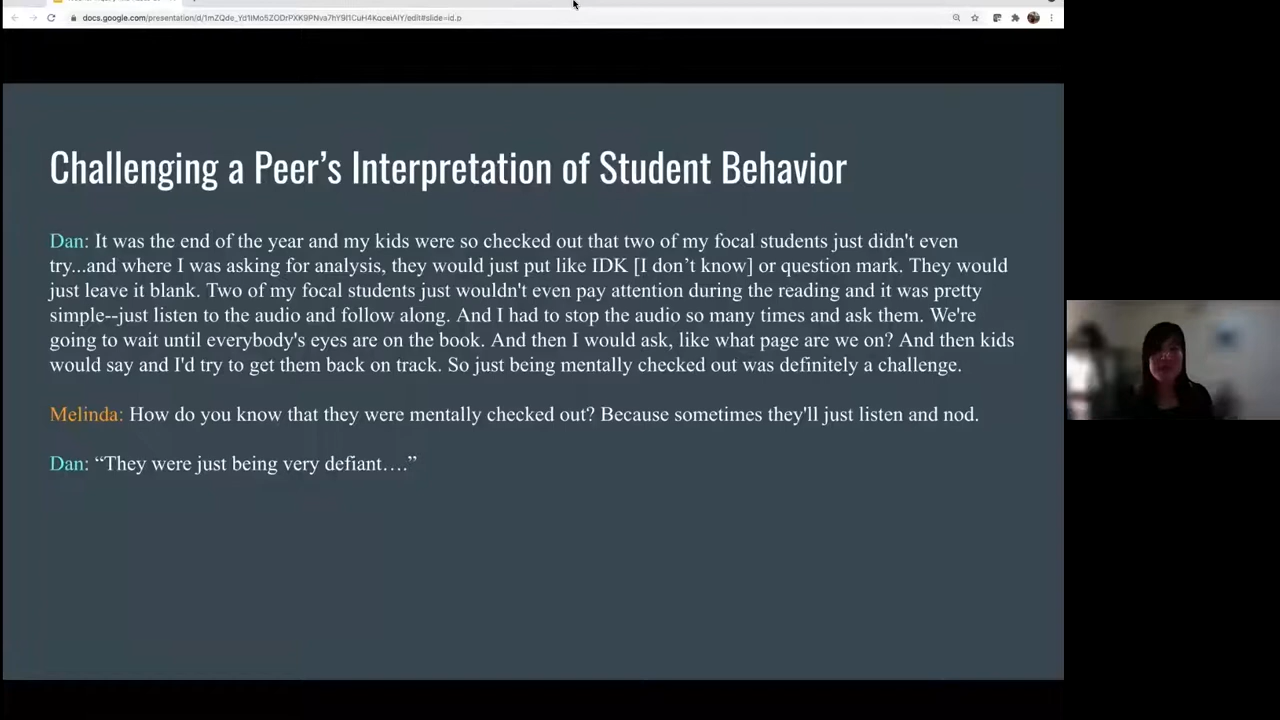 docs.google.com/presentation/d/1mZQde_Yd1tMo5ZODrPXK9PNva7hY9I1CuH4KqceiAIY/edit#slide=id.p
Challenging a Peer’s Interpretation of Student Behavior
Dan: It was the end of the year and my kids were so checked out that two of my focal students just didn't even
try...and where I was asking for analysis, they would just put like IDK [I don’t know] or question mark. They would
just leave it blank. Two of my focal students just wouldn't even pay attention during the reading and it was pretty
simple--just listen to the audio and follow along. And I had to stop the audio so many times and ask them. We're
going to wait until everybody's eyes are on the book. And then I would ask, like what page are we on? And then kids
would say and I'd try to get them back on track. So just being mentally checked out was definitely a challenge.
Melinda: How do you know that they were mentally checked out? Because sometimes they'll just listen and nod.
Dan: “They were just being very defiant….”